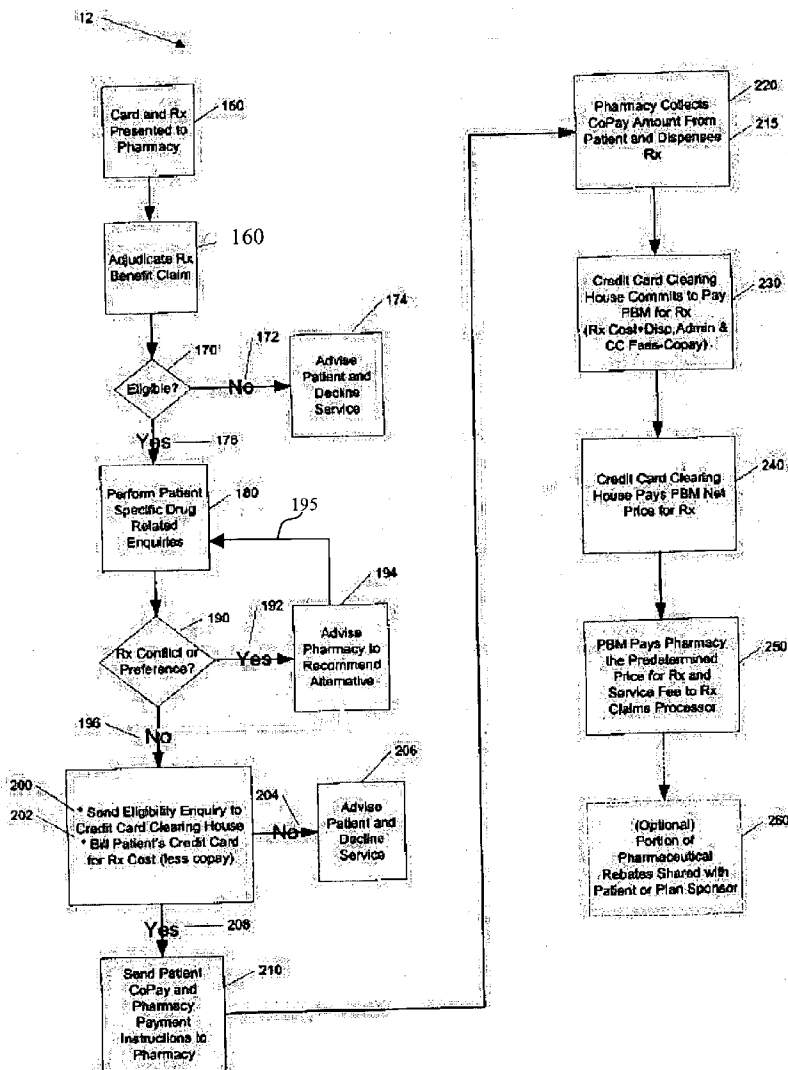 12
Card and Rx
Presented to
Pharmacy
160
Adjudicate Rx
Benefit Claim
160
Eligible?
170
No
172
Advise
Patient and
Decline
Service
174
Yes
178
Perform Patient
Specific Drug
Related
Enquiries
180
195
Rx Conflict or
Preference?
190
Yes
192
Advise
Pharmacy to
Recommend
Alternative
194
No
196
200
202
* Send Eligibility Enquiry to
Credit Card Clearing House
* Bill Patient's Credit Card
for Rx Cost (less copay)
No
204
Advise
Patient and
Decline
Service
206
Yes
208
Send Patient
CoPay and
Pharmacy
Payment
Instructions to
Pharmacy
210
Pharmacy Collects
CoPay Amount From
Patient and Dispenses
Rx
220
215
Credit Card Clearing
House Commits to Pay
PBM for Rx
(Rx Cost+Disp,Admin &
CC Fees-Copay)
230
Credit Card Clearing
House Pays PBM Net
Price for Rx
240
PBM Pays Pharmacy
the Predetermined
Price for Rx and
Service Fee to Rx
Claims Processor
250
(Optional)
Portion of
Pharmaceutical
Rebates Shared with
Patient or Plan Sponsor
260